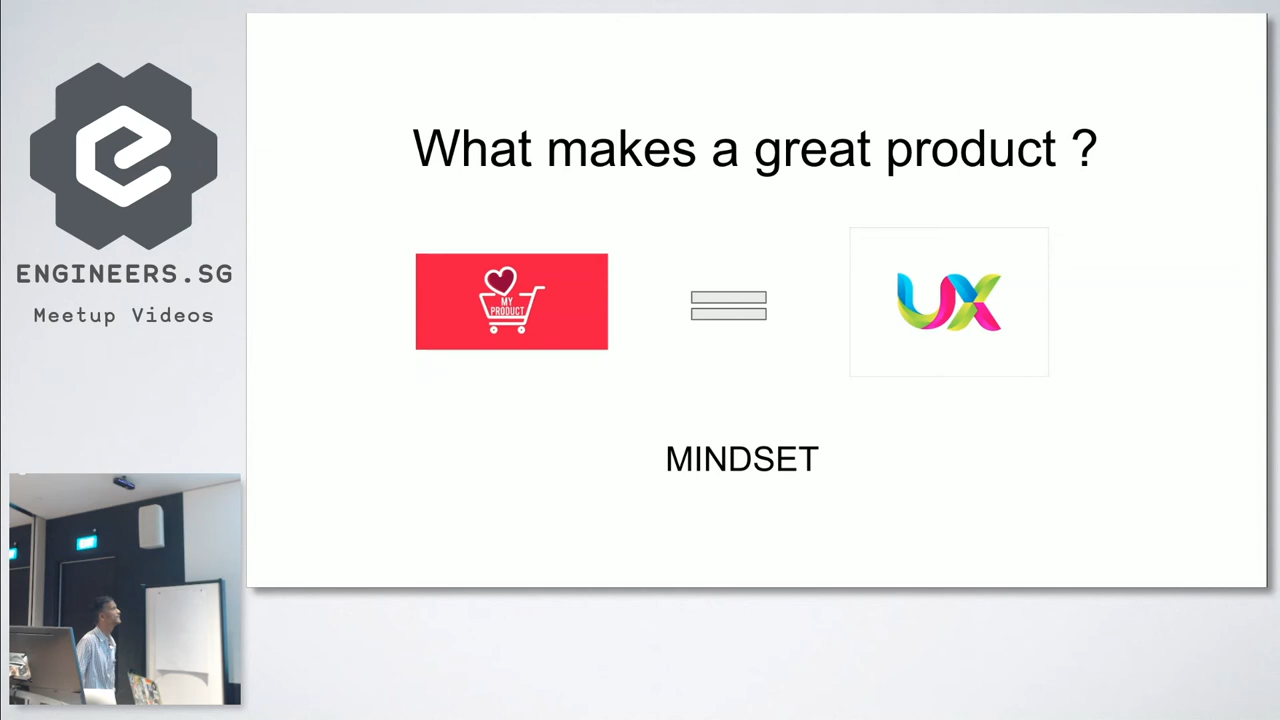 ENGINEERS.SG
Meetup Videos
What makes a great product ?
MY
PRODUCT
UX
MINDSET